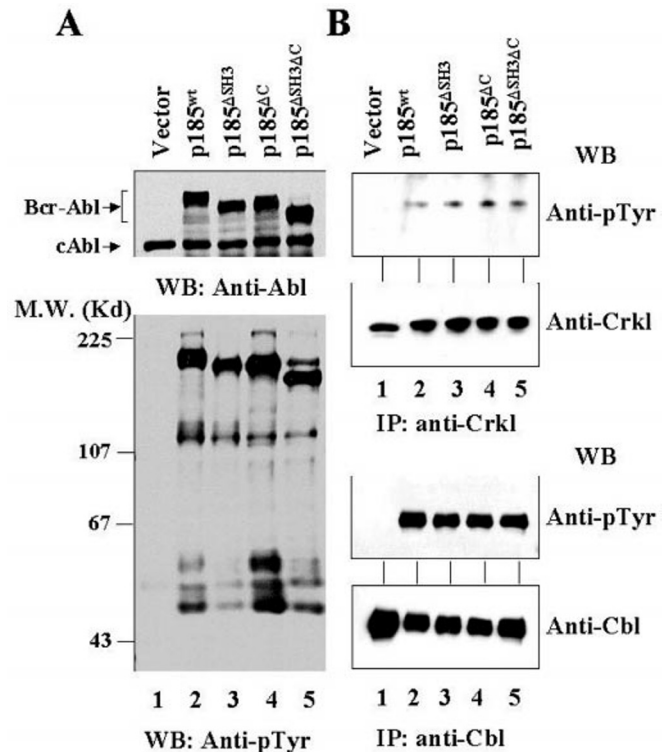 A
Vector
p185wt
p185ΔSH3
p185ΔC
p185ΔSH3ΔC
Bcr-Abl
cAbl
WB: Anti-Abl
M.W. (Kd)
225
107
67
43
1 2 3 4 5
WB: Anti-pTyr
B
Vector
p185wt
p185ΔSH3
p185ΔC
p185ΔSH3ΔC
WB
Anti-pTyr
Anti-Crkl
1 2 3 4 5
IP: anti-Crkl
WB
Anti-pTyr
Anti-Cbl
1 2 3 4 5
IP: anti-Cbl